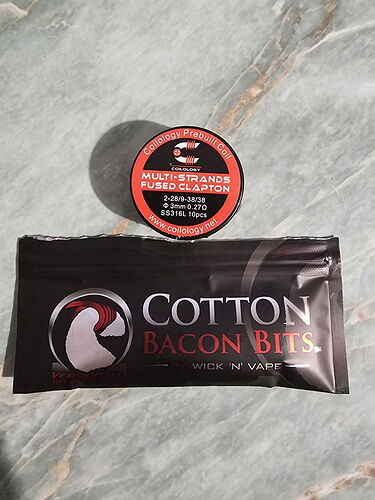 Coilology Prebuilt Coil
COILOLOGY
MULTI-STRANDS
FUSED CLAPTON
2-28/9-38/38
Φ 3mm 0.27Ω
SS316L 10pcs
www.coilology.net
COTTON
BACON BITS
BY WICK 'N' VAPE